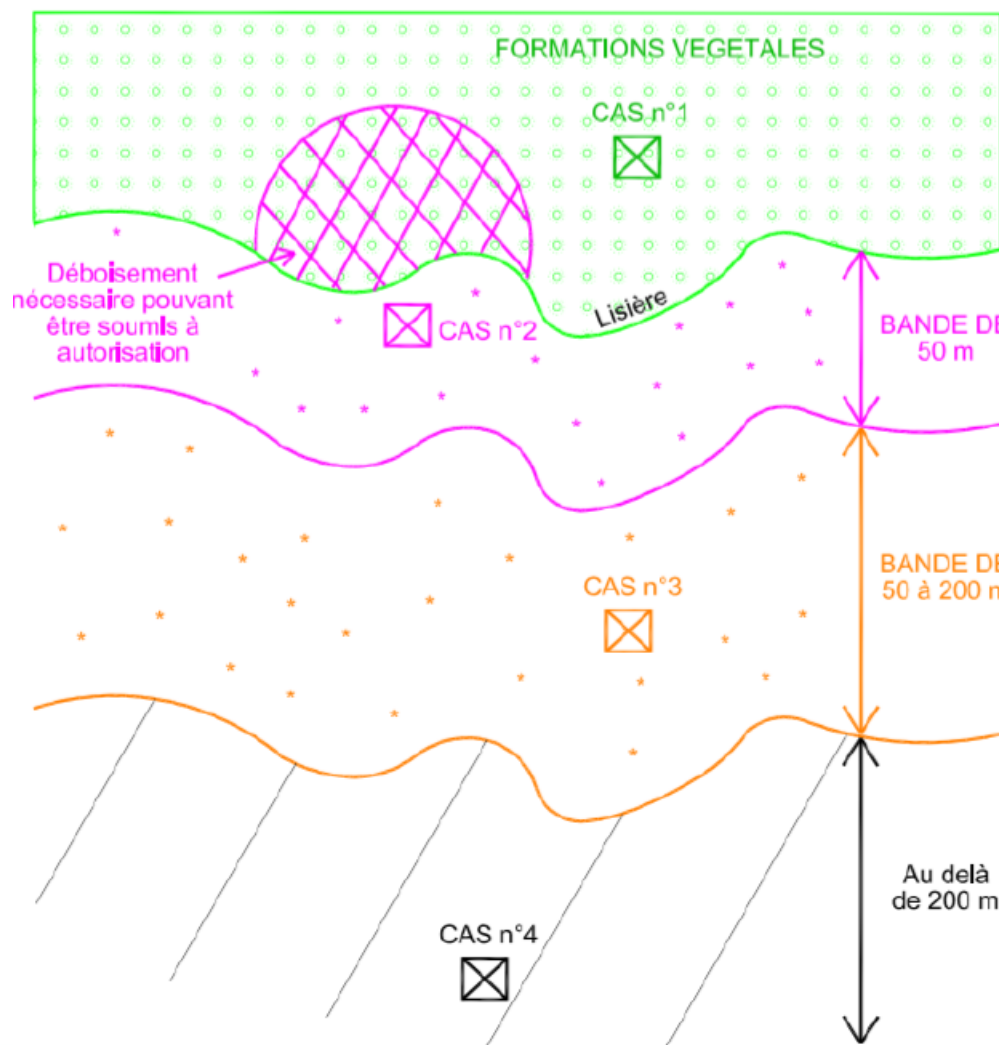 FORMATIONS VEGETALES
CAS n°1
Déboisement
nécessaire pouvant
être soumis à
autorisation
CAS n°2
Lisière
BANDE DE
50 m
CAS n°3
BANDE DE
50 à 200 m
Au delà
de 200 m
CAS n°4